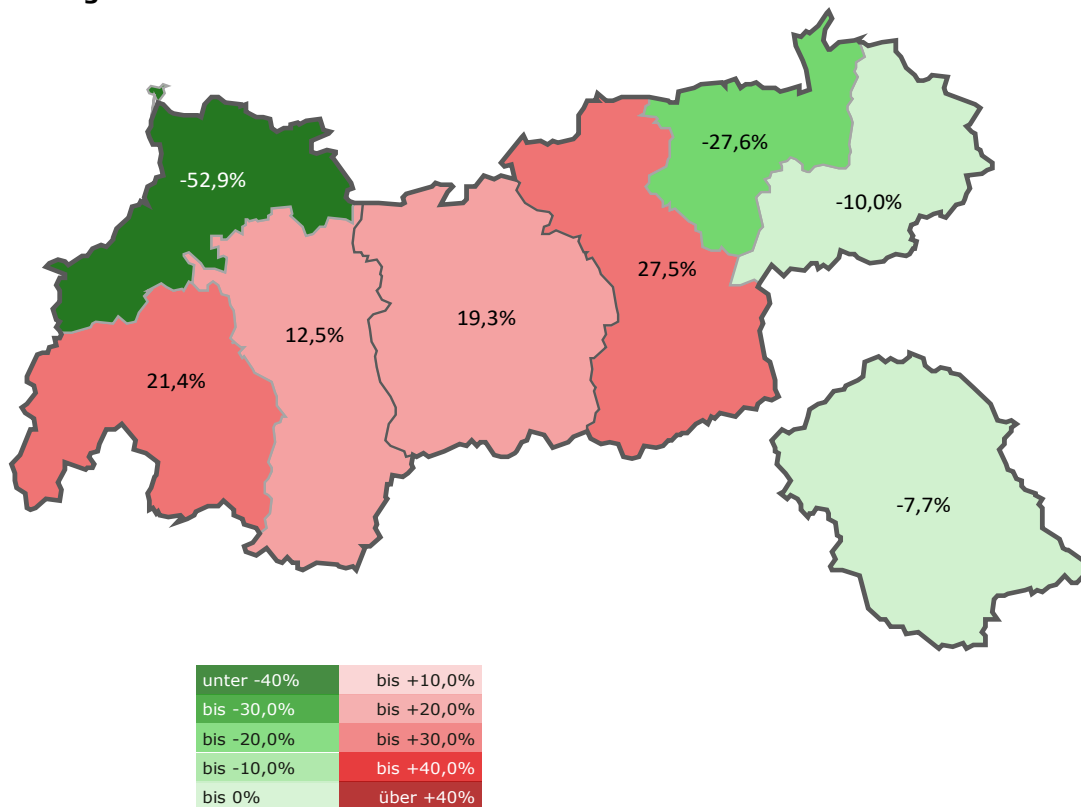 -27,6%
-52,9%
-10,0%
27,5%
19,3%
12,5%
21,4%
-7,7%
unter -40% bis +10,0%
bis -30,0% bis +20,0%
bis -20,0% bis +30,0%
bis -10,0% bis +40,0%
bis 0% über +40%